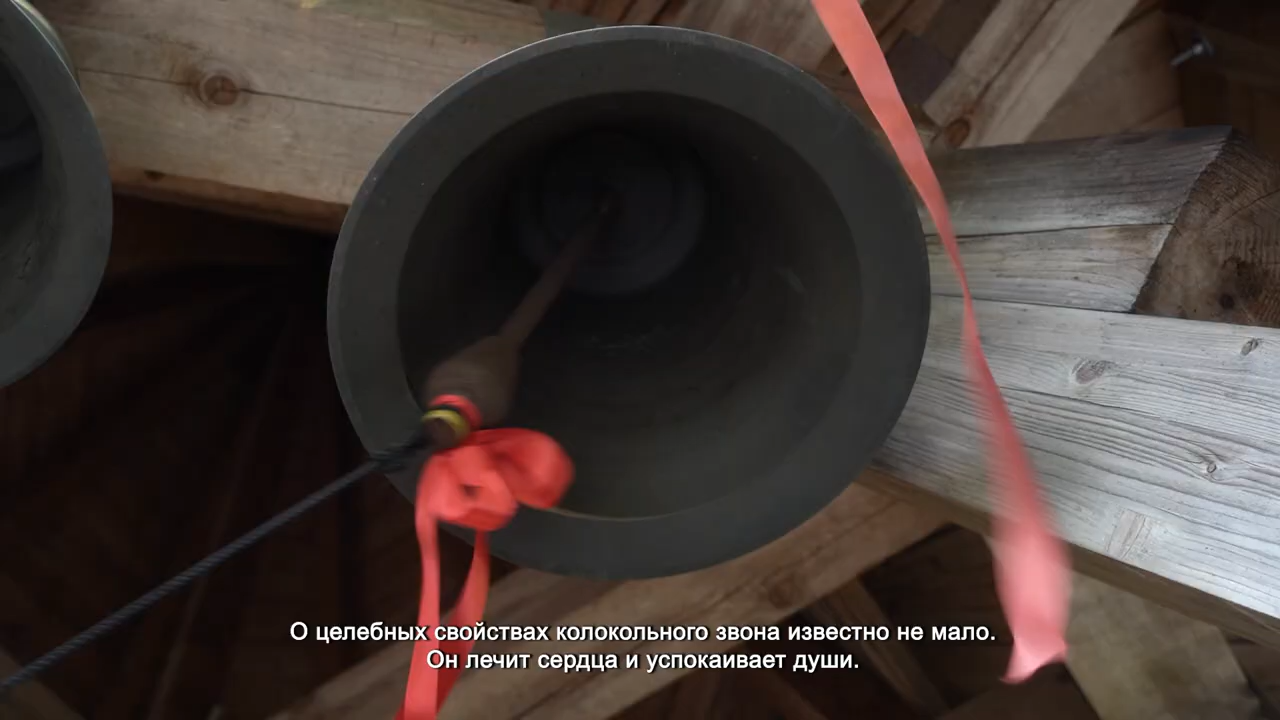 О целебных свойствах колокольного звона известно не мало.
Он лечит сердца и успокаивает души.